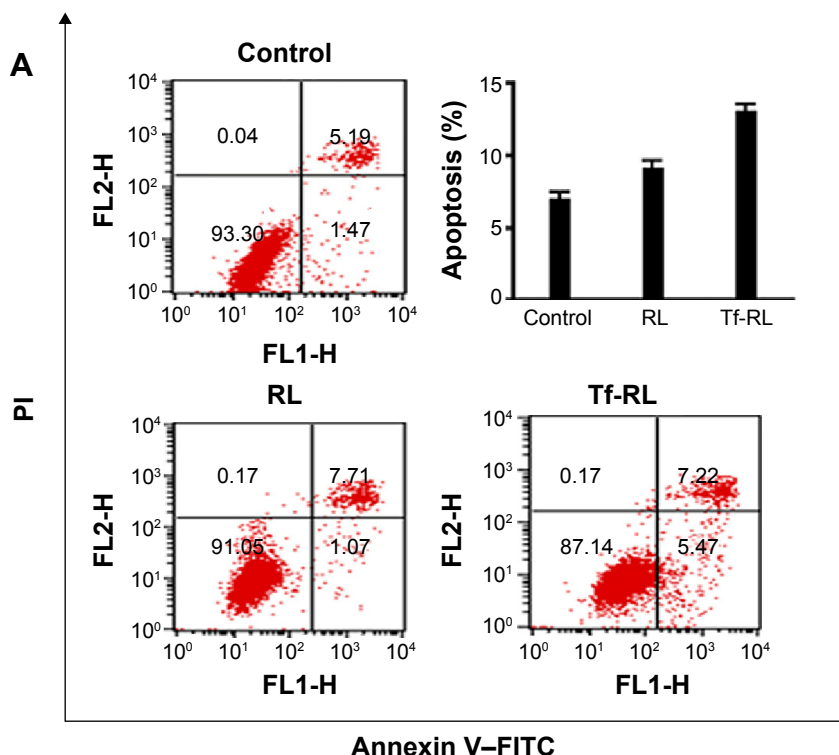 A
Control
10⁴
10³
10²
10¹
10⁰
FL2-H
0.04
5.19
93.30
1.47
10⁰ 10¹ 10² 10³ 10⁴
FL1-H
15
10
5
0
Apoptosis (%)
Control RL Tf-RL
PI
RL
10⁴
10³
10²
10¹
10⁰
FL2-H
0.17
7.71
91.05
1.07
10⁰ 10¹ 10² 10³ 10⁴
FL1-H
Tf-RL
10⁴
10³
10²
10¹
10⁰
FL2-H
0.17
7.22
87.14
5.47
10⁰ 10¹ 10² 10³ 10⁴
FL1-H
Annexin V–FITC